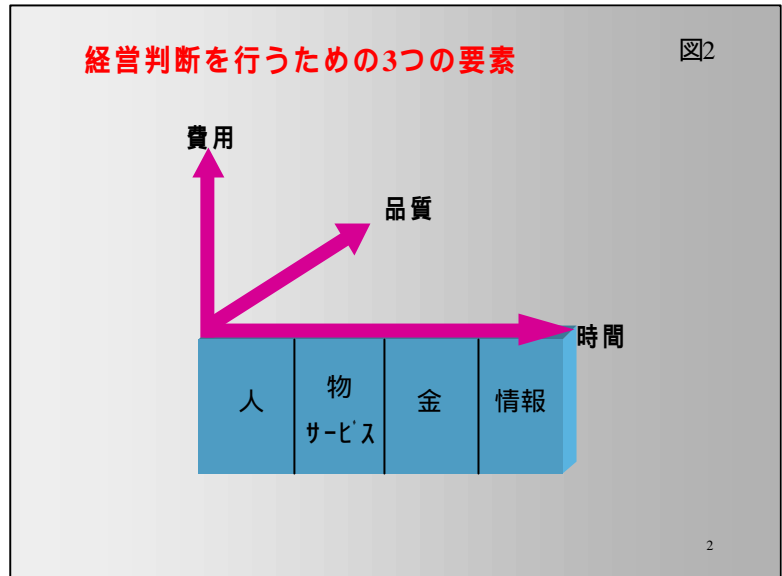 経営判断を行うための3つの要素
図2
費用
品質
時間
人
物
サービス
金
情報
2